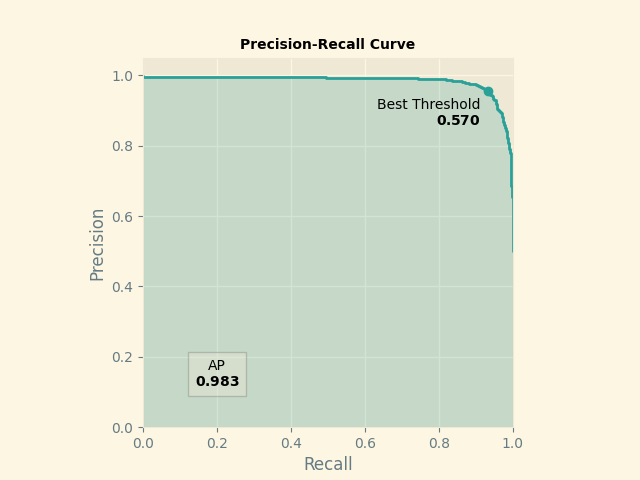 Precision-Recall Curve
1.0
0.8
0.6
0.4
0.2
0.0
Precision
Best Threshold
0.570
AP
0.983
0.0 0.2 0.4 0.6 0.8 1.0
Recall